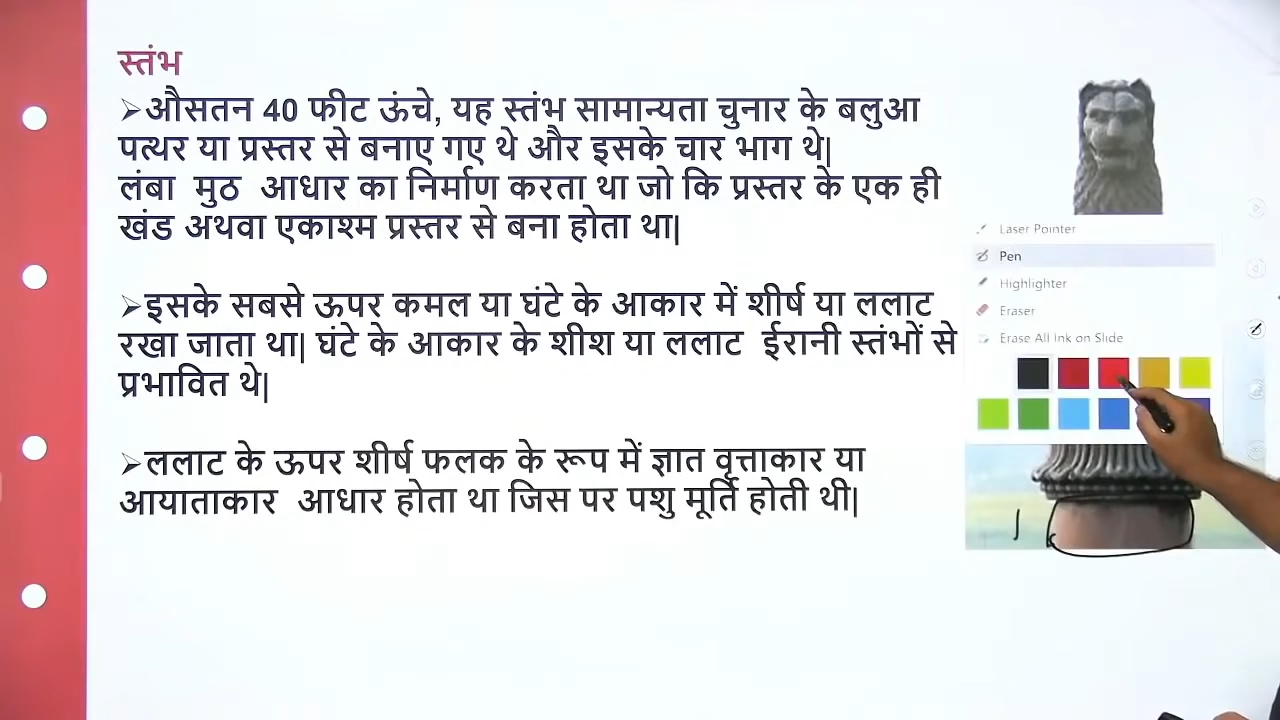 स्तंभ
➢औसतन 40 फीट ऊंचे, यह स्तंभ सामान्यता चुनार के बलुआ
पत्थर या प्रस्तर से बनाए गए थे और इसके चार भाग थे|
लंबा मुठ आधार का निर्माण करता था जो कि प्रस्तर के एक ही
खंड अथवा एकाश्म प्रस्तर से बना होता था|
➢इसके सबसे ऊपर कमल या घंटे के आकार में शीर्ष या ललाट
रखा जाता था| घंटे के आकार के शीश या ललाट ईरानी स्तंभों से
प्रभावित थे|
➢ललाट के ऊपर शीर्ष फलक के रूप में ज्ञात वृत्ताकार या
आयाताकार आधार होता था जिस पर पशु मूर्ति होती थी|
Laser Pointer
Pen
Highlighter
Eraser
Erase All Ink on Slide